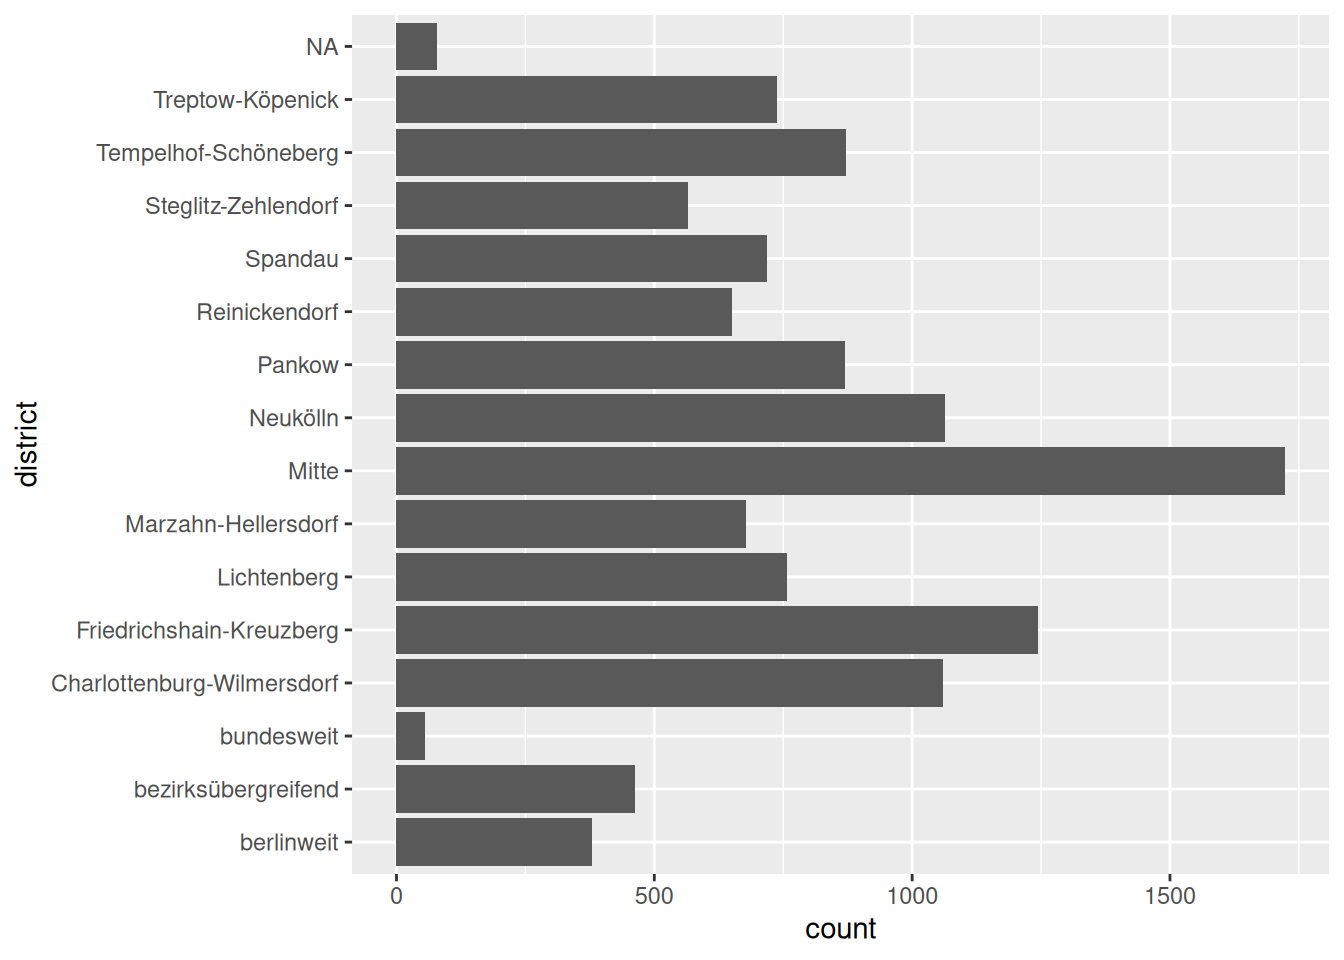 NA
Treptow-Köpenick
Tempelhof-Schöneberg
Steglitz-Zehlendorf
Spandau
Reinickendorf
Pankow
Neukölln
Mitte
Marzahn-Hellersdorf
Lichtenberg
Friedrichshain-Kreuzberg
Charlottenburg-Wilmersdorf
bundesweit
bezirksübergreifend
berlinweit
district
0 500 1000 1500
count